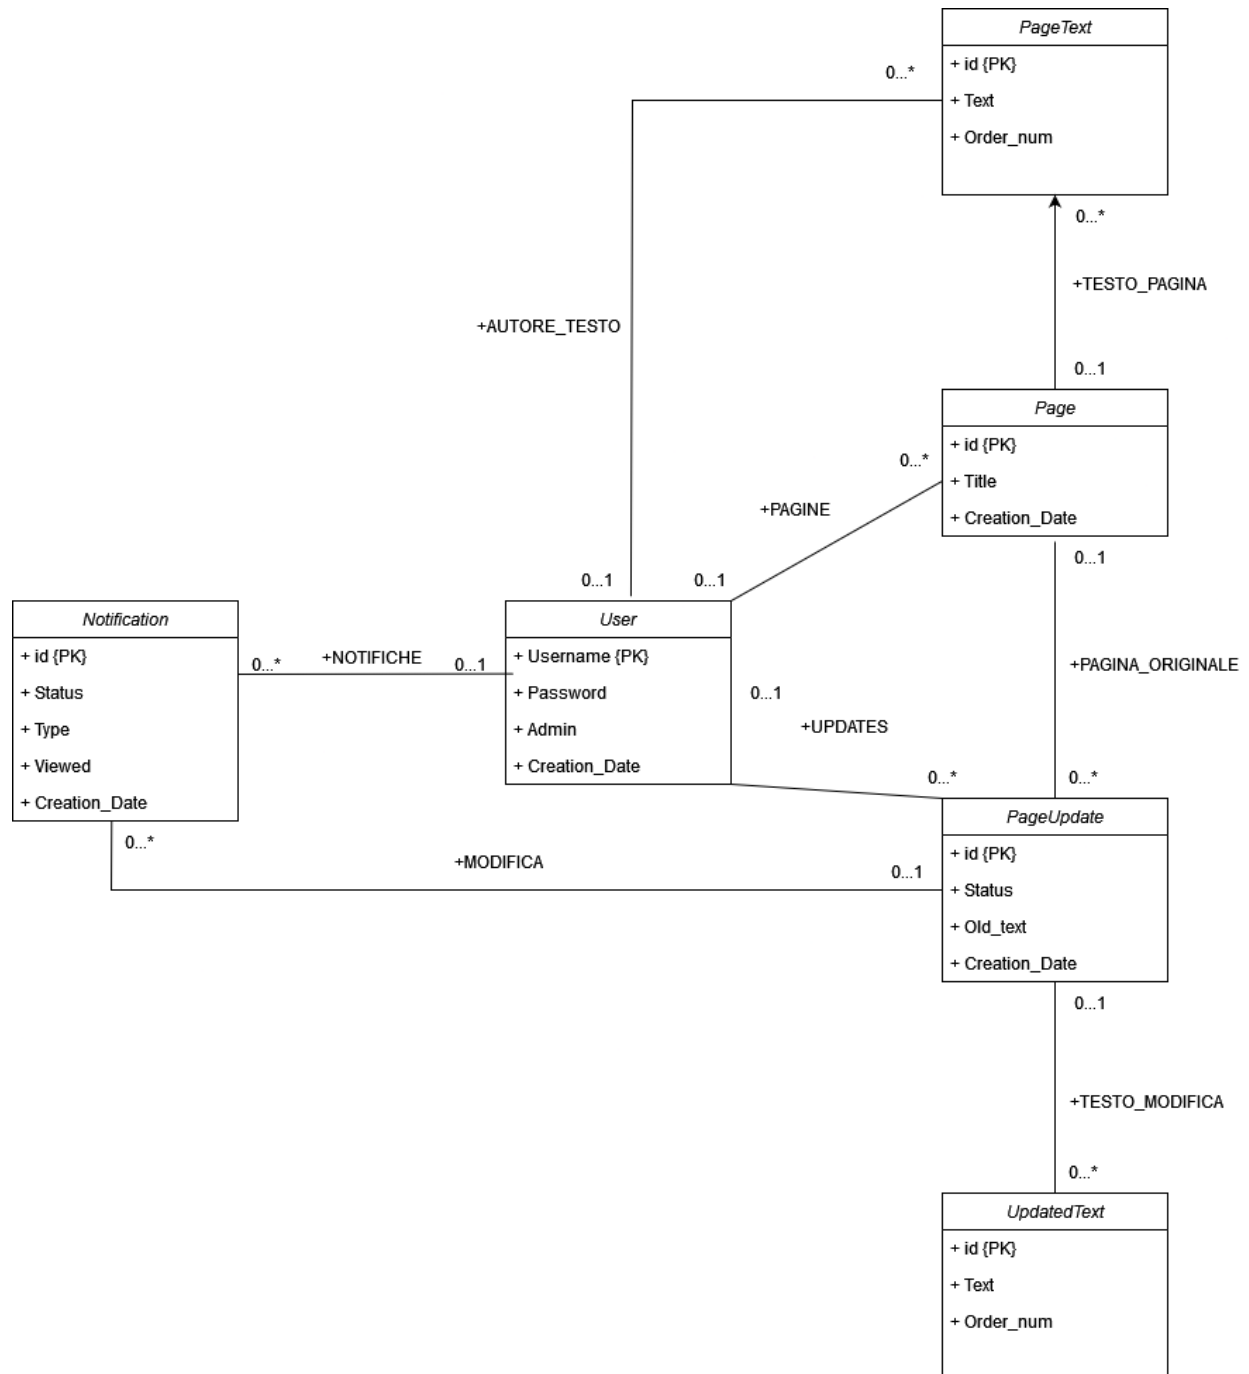 PageText
+ id {PK}
+ Text
+ Order_num
0...*
0...*
+TESTO_PAGINA
+AUTORE_TESTO
0...1
Page
+ id {PK}
+ Title
+ Creation_Date
0...*
+PAGINE
0...1
0...1
0...1
Notification
+ id {PK}
+ Status
+ Type
+ Viewed
+ Creation_Date
0...*
+NOTIFICHE
0...1
User
+ Username {PK}
+ Password
+ Admin
+ Creation_Date
+PAGINA_ORIGINALE
0...1
+UPDATES
0...*
0...*
0...*
+MODIFICA
0...1
PageUpdate
+ id {PK}
+ Status
+ Old_text
+ Creation_Date
0...1
+TESTO_MODIFICA
0...*
UpdatedText
+ id {PK}
+ Text
+ Order_num